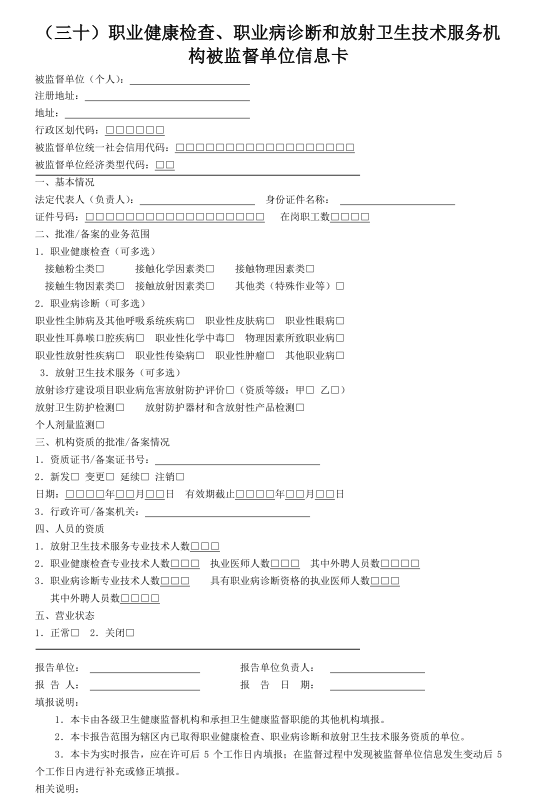 （三十）职业健康检查、职业病诊断和放射卫生技术服务机
构被监督单位信息卡
被监督单位（个人）：
注册地址：
地址：
行政区划代码：□□□□□□
被监督单位统一社会信用代码：□□□□□□□□□□□□□□□□□□
被监督单位经济类型代码：□□
一、基本情况
法定代表人（负责人）： 身份证件名称：
证件号码：□□□□□□□□□□□□□□□□□□ 在岗职工数□□□□
二、批准/备案的业务范围
1．职业健康检查（可多选）
接触粉尘类□ 接触化学因素类□ 接触物理因素类□
接触生物因素类□ 接触放射因素类□ 其他类（特殊作业等）□
2．职业病诊断（可多选）
职业性尘肺病及其他呼吸系统疾病□ 职业性皮肤病□ 职业性眼病□
职业性耳鼻喉口腔疾病□ 职业性化学中毒□ 物理因素所致职业病□
职业性放射性疾病□ 职业性传染病□ 职业性肿瘤□ 其他职业病□
3．放射卫生技术服务（可多选）
放射诊疗建设项目职业病危害放射防护评价□（资质等级：甲□ 乙□）
放射卫生防护检测□ 放射防护器材和含放射性产品检测□
个人剂量监测□
三、机构资质的批准/备案情况
1．资质证书/备案证书号：
2．新发□ 变更□ 延续□ 注销□
日期：□□□□年□□月□□日 有效期截止□□□□年□□月□□日
3．行政许可/备案机关：
四、人员的资质
1．放射卫生技术服务专业技术人数□□□
2．职业健康检查专业技术人数□□□ 执业医师人数□□□ 其中外聘人员数□□□□
3．职业病诊断专业技术人数□□□ 具有职业病诊断资格的执业医师人数□□□
其中外聘人员数□□□□
五、营业状态
1．正常□ 2．关闭□
报告单位： 报告单位负责人：
报 告 人： 报 告 日 期：
填报说明：
1．本卡由各级卫生健康监督机构和承担卫生健康监督职能的其他机构填报。
2．本卡报告范围为辖区内已取得职业健康检查、职业病诊断和放射卫生技术服务资质的单位。
3．本卡为实时报告，应在许可后 5 个工作日内填报；在监督过程中发现被监督单位信息发生变动后 5
个工作日内进行补充或修正填报。
相关说明：